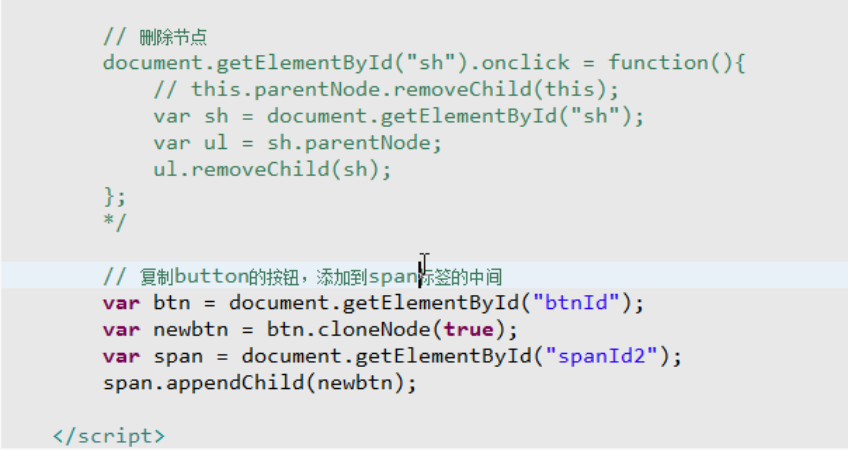 // 删除节点
document.getElementById("sh").onclick = function(){
// this.parentNode.removeChild(this);
var sh = document.getElementById("sh");
var ul = sh.parentNode;
ul.removeChild(sh);
};
*/
// 复制button的按钮，添加到span标签的中间
var btn = document.getElementById("btnId");
var newbtn = btn.cloneNode(true);
var span = document.getElementById("spanId2");
span.appendChild(newbtn);
</script>